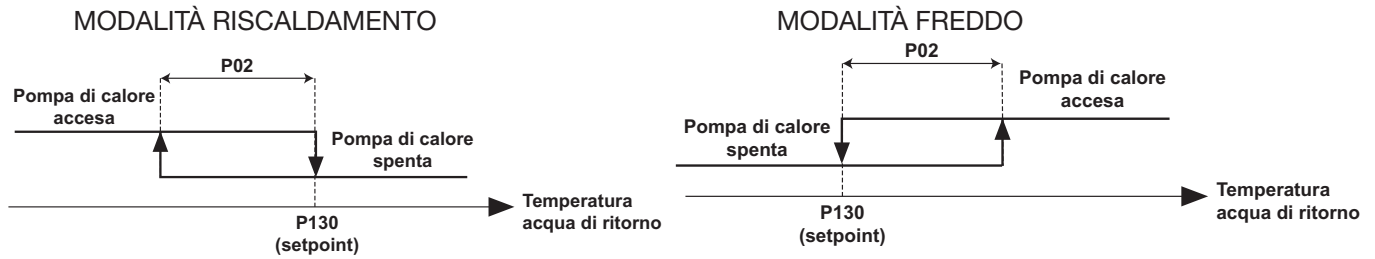 MODALITÀ RISCALDAMENTO
P02
Pompa di calore
accesa
Pompa di calore
spenta
Temperatura
acqua di ritorno
P130
(setpoint)
MODALITÀ FREDDO
P02
Pompa di calore
accesa
Pompa di calore
spenta
Temperatura
acqua di ritorno
P130
(setpoint)